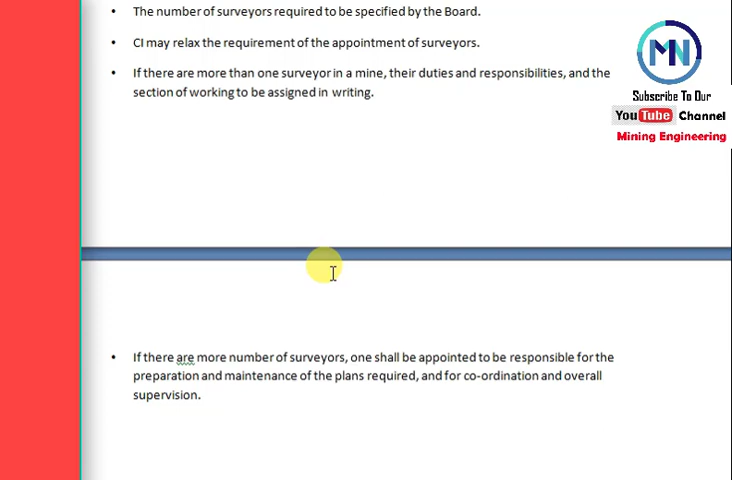 The number of surveyors required to be specified by the Board.
CI may relax the requirement of the appointment of surveyors.
If there are more than one surveyor in a mine, their duties and responsibilities, and the
section of working to be assigned in writing.
MN
Subscribe To Our
YouTube Channel
Mining Engineering
If there are more number of surveyors, one shall be appointed to be responsible for the
preparation and maintenance of the plans required, and for co-ordination and overall
supervision.